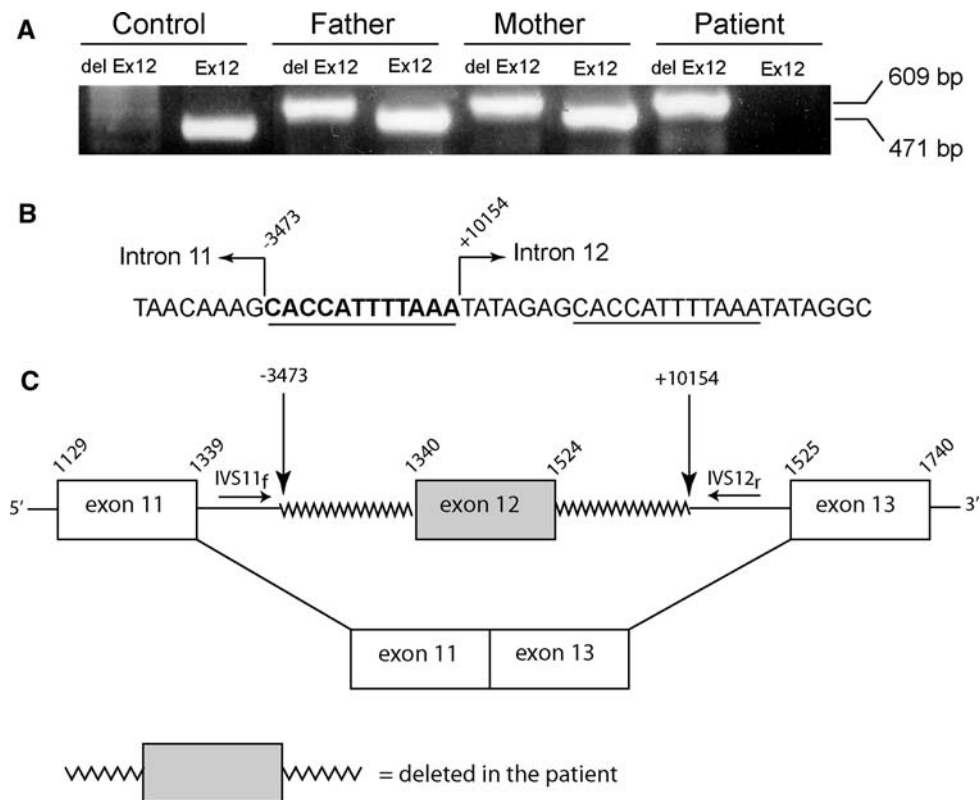 A
Control Father Mother Patient
del Ex12 Ex12 del Ex12 Ex12 del Ex12 Ex12 del Ex12 Ex12
609 bp
471 bp
B
-3473 +10154
Intron 11 Intron 12
TAACAAAGCACCATTTTAAATATAGAGCACCATTTTAAATATAGGC
C
-3473 +10154
1129 1339 IVS11f 1340 1524 IVS12r 1525 1740
5' exon 11 exon 12 exon 13 3'
exon 11 exon 13
= deleted in the patient